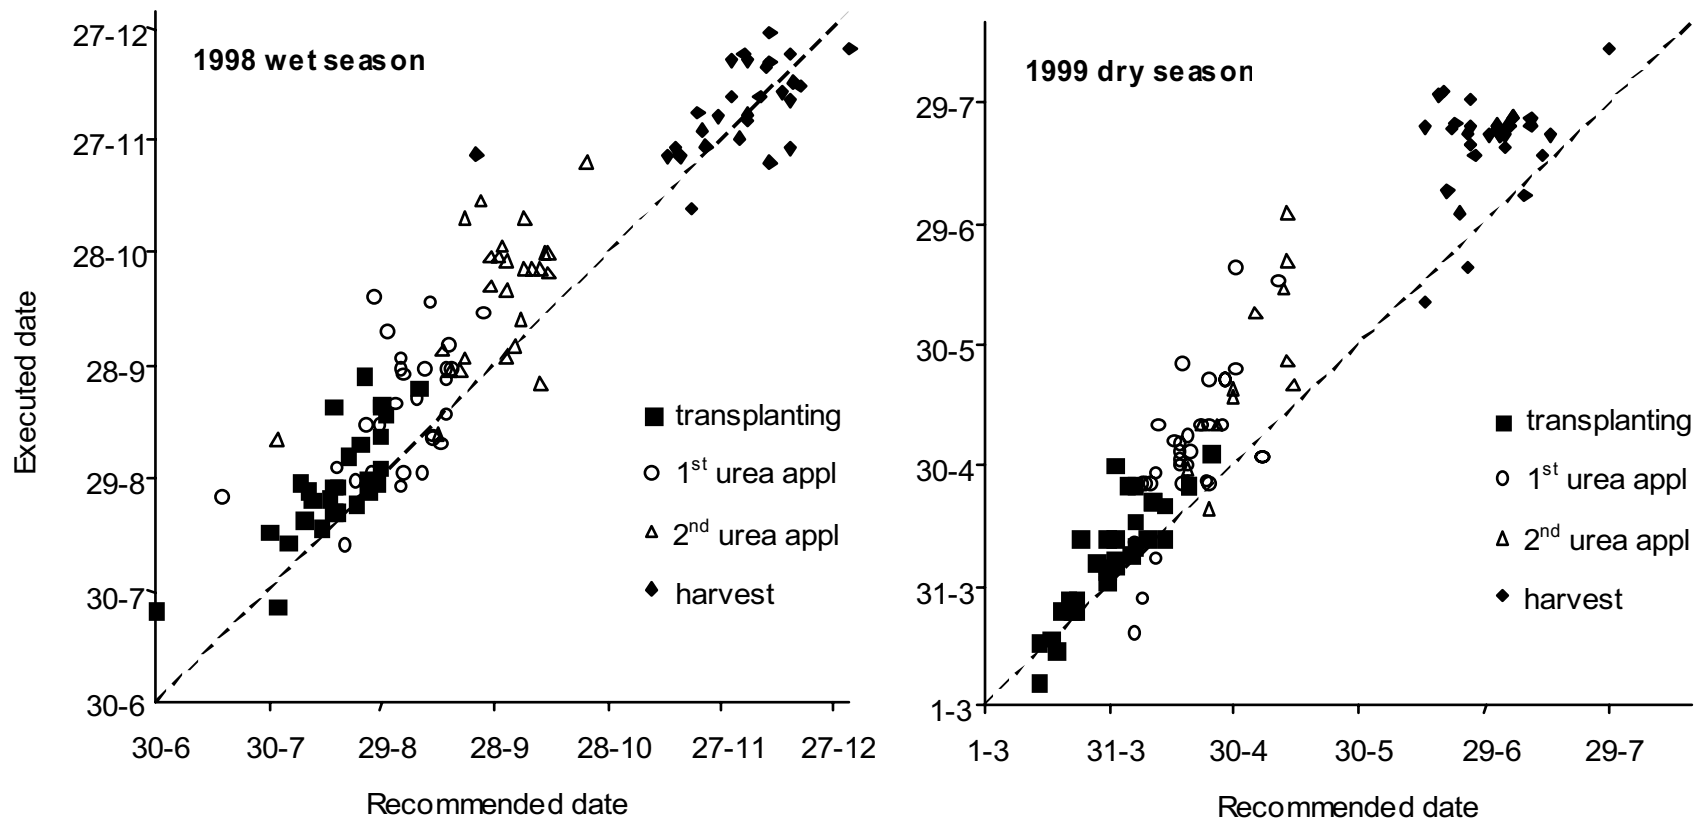 1998 wet season
27-12
27-11
28-10
28-9
29-8
30-7
30-6
Executed date
transplanting
1st urea appl
2nd urea appl
harvest
30-6 30-7 29-8 28-9 28-10 27-11 27-12
Recommended date
1999 dry season
29-7
29-6
30-5
30-4
31-3
1-3
transplanting
1st urea appl
2nd urea appl
harvest
1-3 31-3 30-4 30-5 29-6 29-7
Recommended date